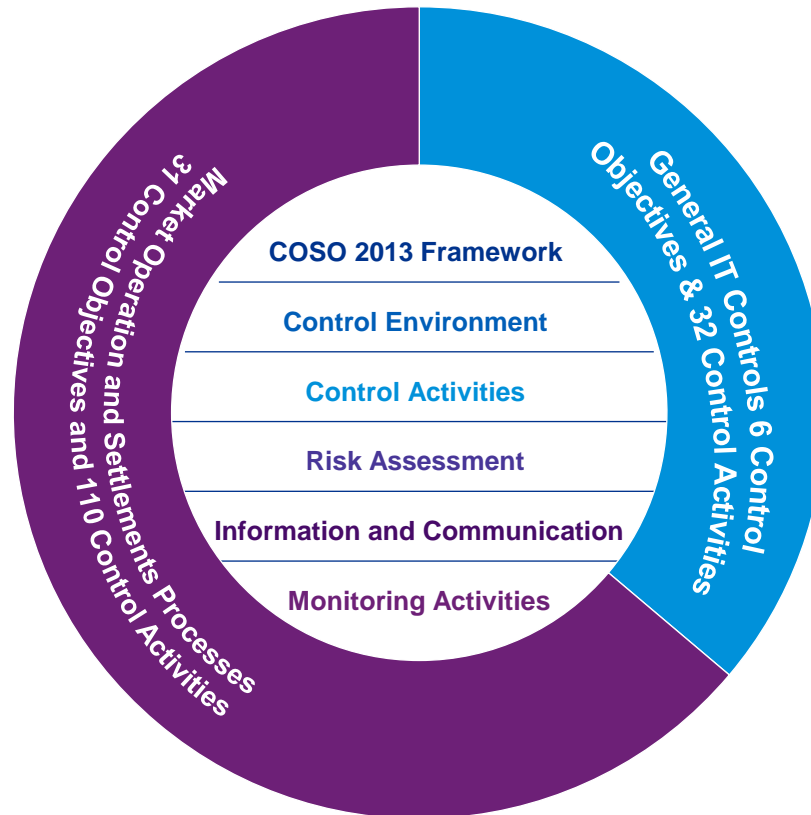 Market Operation and Settlements Processes
31 Control Objectives and 110 Control Activities
General IT Controls 6 Control
Objectives & 32 Control Activities
COSO 2013 Framework
Control Environment
Control Activities
Risk Assessment
Information and Communication
Monitoring Activities